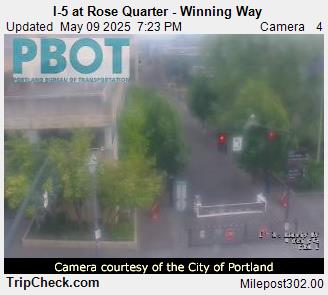 I-5 at Rose Quarter - Winning Way
Updated May 09 2025 7:23 PM Camera 4
PBOT
PORTLAND BUREAU OF TRANSPORTATION
Camera courtesy of the City of Portland
TripCheck.com Milepost302.00